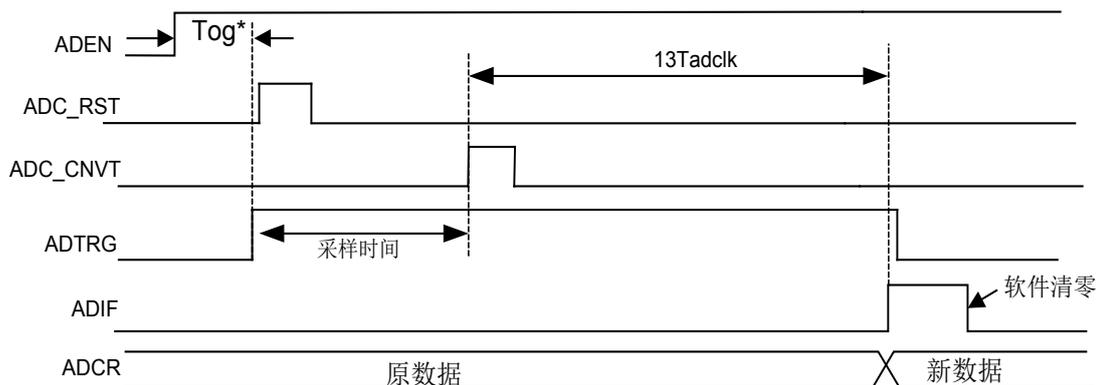 ADEN
Tog*
13Tadclk
ADC_RST
ADC_CNVT
ADTRG
采样时间
ADIF
软件清零
ADCR
原数据
新数据